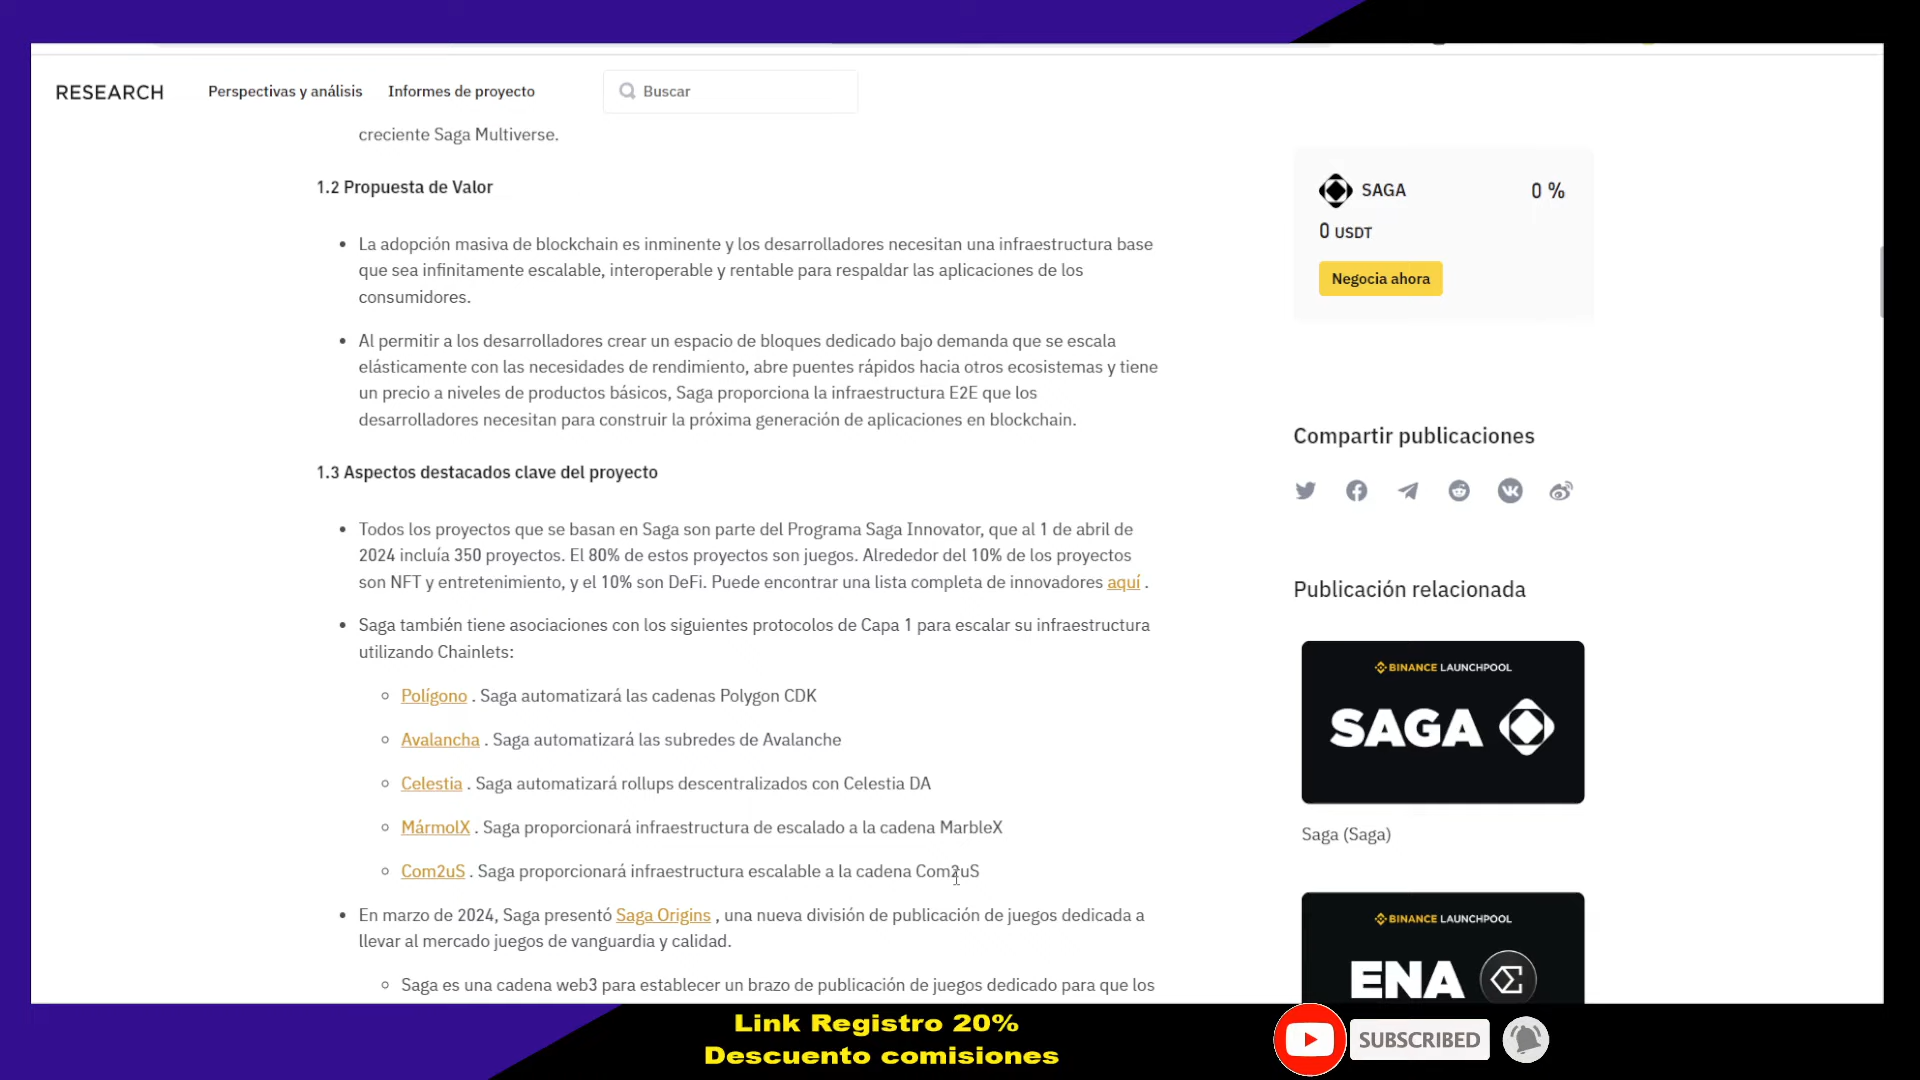 RESEARCH
Perspectivas y análisis
Informes de proyecto
Buscar
creciente Saga Multiverse.
1.2 Propuesta de Valor
La adopción masiva de blockchain es inminente y los desarrolladores necesitan una infraestructura base
que sea infinitamente escalable, interoperable y rentable para respaldar las aplicaciones de los
consumidores.
Al permitir a los desarrolladores crear un espacio de bloques dedicado bajo demanda que se escala
elásticamente con las necesidades de rendimiento, abre puentes rápidos hacia otros ecosistemas y tiene
un precio a niveles de productos básicos, Saga proporciona la infraestructura E2E que los
desarrolladores necesitan para construir la próxima generación de aplicaciones en blockchain.
1.3 Aspectos destacados clave del proyecto
Todos los proyectos que se basan en Saga son parte del Programa Saga Innovator, que al 1 de abril de
2024 incluía 350 proyectos. El 80% de estos proyectos son juegos. Alrededor del 10% de los proyectos
son NFT y entretenimiento, y el 10% son DeFi. Puede encontrar una lista completa de innovadores aquí .
Saga también tiene asociaciones con los siguientes protocolos de Capa 1 para escalar su infraestructura
utilizando Chainlets:
Polígono . Saga automatizará las cadenas Polygon CDK
Avalancha . Saga automatizará las subredes de Avalanche
Celestia . Saga automatizará rollups descentralizados con Celestia DA
MármolX . Saga proporcionará infraestructura de escalado a la cadena MarbleX
Com2uS . Saga proporcionará infraestructura escalable a la cadena Com2uS
En marzo de 2024, Saga presentó Saga Origins , una nueva división de publicación de juegos dedicada a
llevar al mercado juegos de vanguardia y calidad.
Saga es una cadena web3 para establecer un brazo de publicación de juegos dedicado para que los
SAGA 0 %
0 USDT
Negocia ahora
Compartir publicaciones
Publicación relacionada
BINANCE LAUNCHPOOL
SAGA
Saga (Saga)
BINANCE LAUNCHPOOL
ENA
Link Registro 20%
Descuento comisiones
SUBSCRIBED